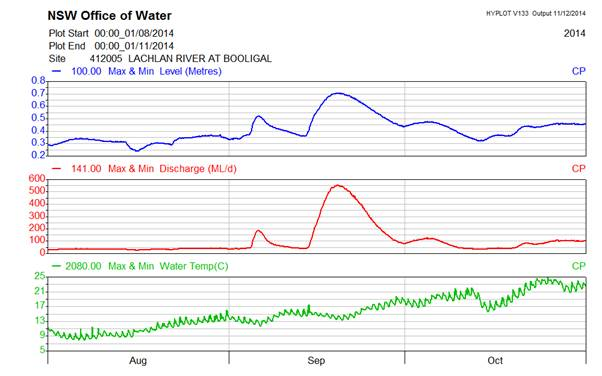 NSW Office of Water
HYPLOT V133 Output 11/12/2014
Plot Start 00:00_01/08/2014
2014
Plot End 00:00_01/11/2014
Site 412005 LACHLAN RIVER AT BOOLIGAL
100.00 Max & Min Level (Metres) CP
0.8
0.7
0.6
0.5
0.4
0.3
0.2
141.00 Max & Min Discharge (ML/d) CP
600
500
400
300
200
100
0
2080.00 Max & Min Water Temp(C) CP
25
21
17
13
9
5
Aug Sep Oct